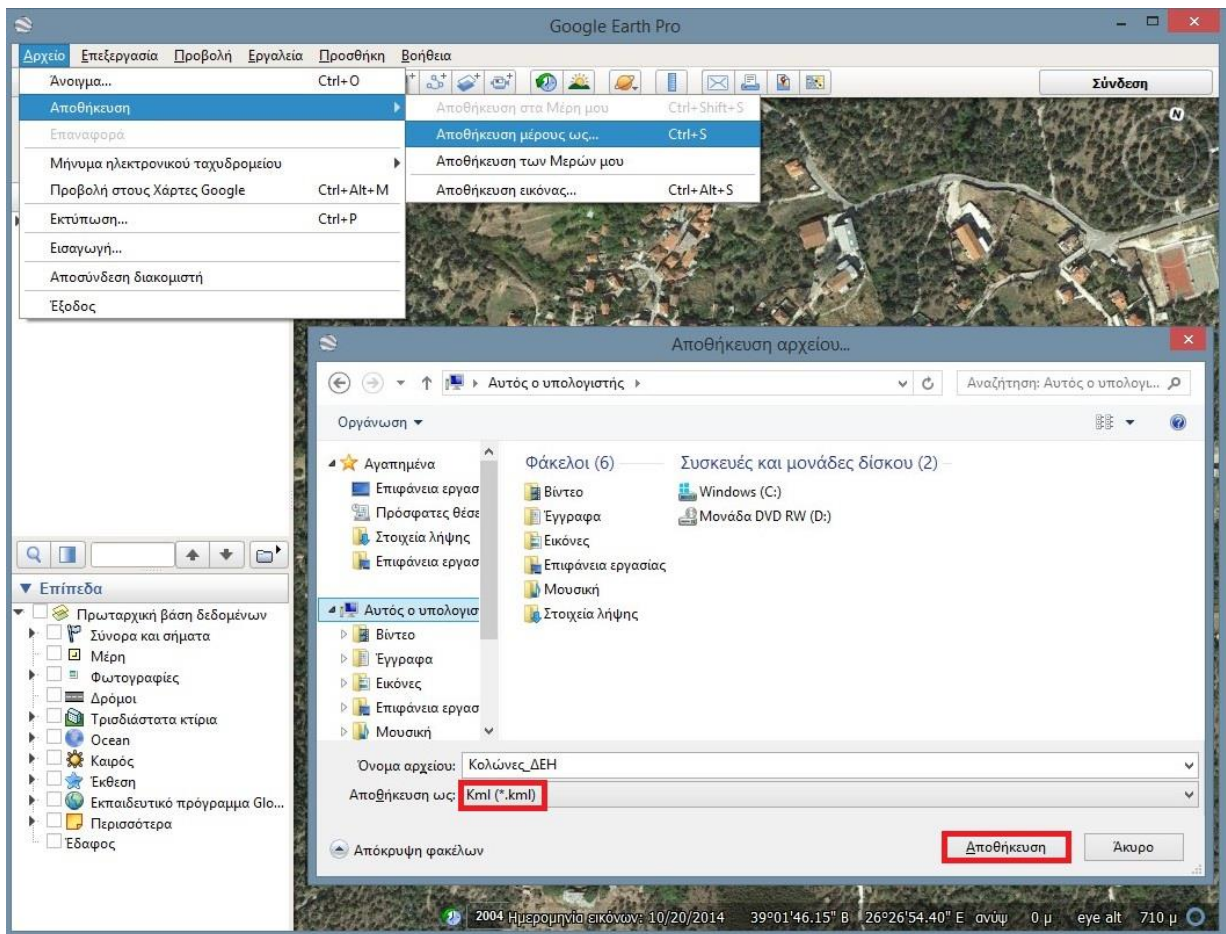 Google Earth Pro
Αρχείο Επεξεργασία Προβολή Εργαλεία Προσθήκη Βοήθεια
Άνοιγμα... Ctrl+O
Αποθήκευση
Επαναφορά
Μήνυμα ηλεκτρονικού ταχυδρομείου
Προβολή στους Χάρτες Google Ctrl+Alt+M
Εκτύπωση... Ctrl+P
Εισαγωγή...
Αποσύνδεση διακομιστή
Έξοδος
Αποθήκευση στα Μέρη μου Ctrl+Shift+S
Αποθήκευση μέρους ως... Ctrl+S
Αποθήκευση των Μερών μου
Αποθήκευση εικόνας... Ctrl+Alt+S
Σύνδεση
N
Αποθήκευση αρχείου...
Αυτός ο υπολογιστής
Αναζήτηση: Αυτός ο υπολογι...
Οργάνωση
Αγαπημένα
Επιφάνεια εργασ
Πρόσφατες θέσε
Στοιχεία λήψης
Επιφάνεια εργασ
Αυτός ο υπολογισ
Βίντεο
Έγγραφα
Εικόνες
Επιφάνεια εργασ
Μουσική
Φάκελοι (6)
Βίντεο
Έγγραφα
Εικόνες
Επιφάνεια εργασίας
Μουσική
Στοιχεία λήψης
Συσκευές και μονάδες δίσκου (2)
Windows (C:)
Μονάδα DVD RW (D:)
Όνομα αρχείου: Κολώνες_ΔΕΗ
Αποθήκευση ως: Kml (*.kml)
Απόκρυψη φακέλων
Αποθήκευση Άκυρο
Επίπεδα
Πρωταρχική βάση δεδομένων
Σύνορα και σήματα
Μέρη
Φωτογραφίες
Δρόμοι
Τρισδιάστατα κτίρια
Ocean
Καιρός
Έκθεση
Εκπαιδευτικό πρόγραμμα Glo...
Περισσότερα
Έδαφος
2004 Ημερομηνία εικόνων: 10/20/2014 39°01'46.15" Β 26°26'54.40" Ε ανύψ 0 μ eye alt 710 μ